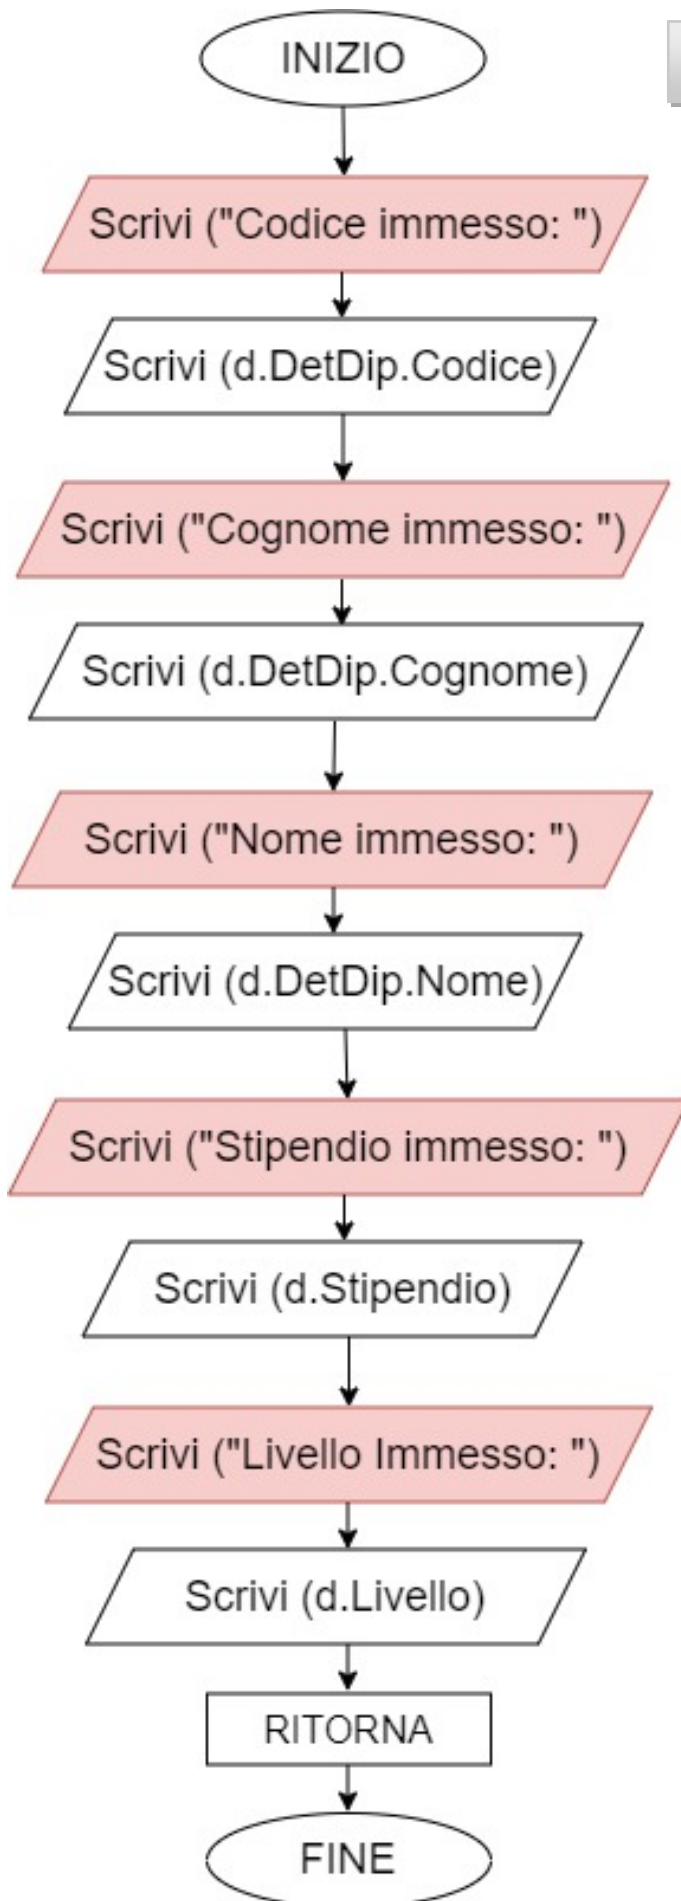 INIZIO
Scrivi ("Codice immesso: ")
Scrivi (d.DetDip.Codice)
Scrivi ("Cognome immesso: ")
Scrivi (d.DetDip.Cognome)
Scrivi ("Nome immesso: ")
Scrivi (d.DetDip.Nome)
Scrivi ("Stipendio immesso: ")
Scrivi (d.Stipendio)
Scrivi ("Livello Immesso: ")
Scrivi (d.Livello)
RITORNA
FINE